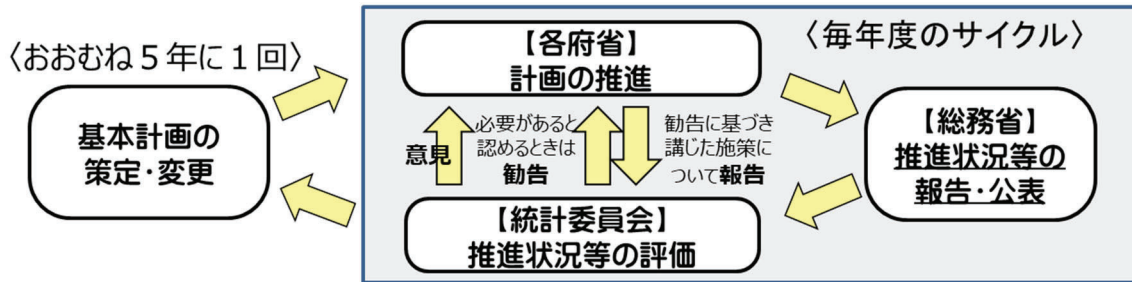 〈おおむね５年に１回〉
基本計画の
策定･変更
〈毎年度のサイクル〉
【各府省】
計画の推進
意見
必要があると
認めるときは
勧告
勧告に基づき
講じた施策に
ついて報告
【総務省】
推進状況等の
報告･公表
【統計委員会】
推進状況等の評価